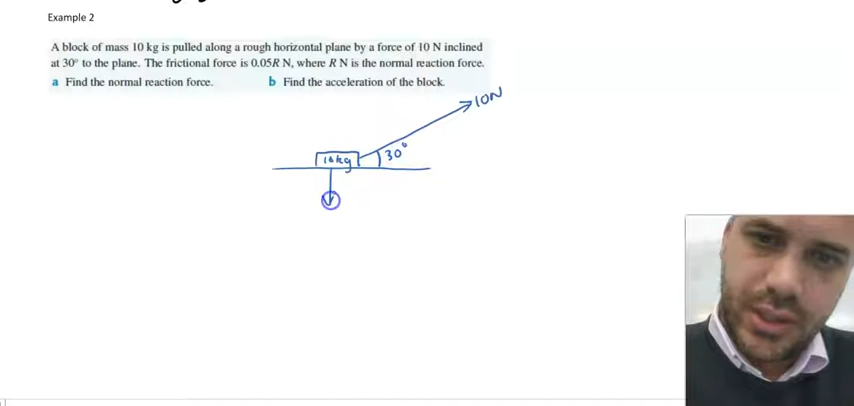 Example 2
A block of mass 10 kg is pulled along a rough horizontal plane by a force of 10 N inclined
at 30° to the plane. The frictional force is 0.05R N, where R N is the normal reaction force.
a Find the normal reaction force. b Find the acceleration of the block.
10N
10kg 30°